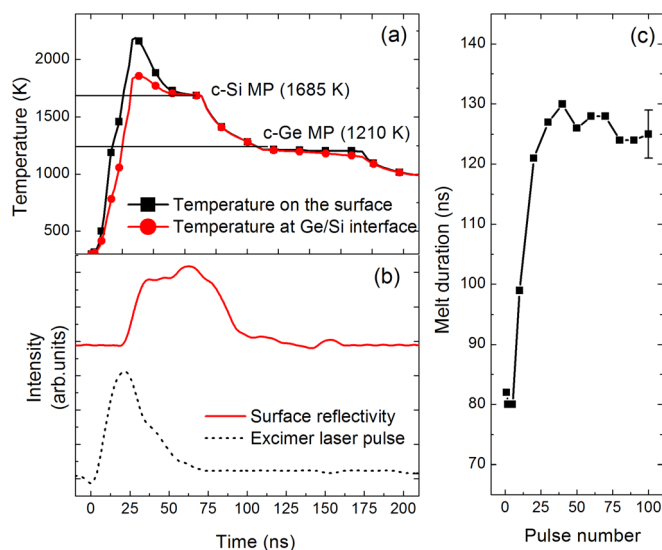 (a)
2000
1500
1000
500
Temperature (K)
c-Si MP (1685 K)
c-Ge MP (1210 K)
Temperature on the surface
Temperature at Ge/Si interface
(b)
Intensity
(arb.units)
Surface reflectivity
Excimer laser pulse
0 25 50 75 100 125 150 175 200
Time (ns)
(c)
130
120
110
100
90
80
70
Melt duration (ns)
0 20 40 60 80 100
Pulse number